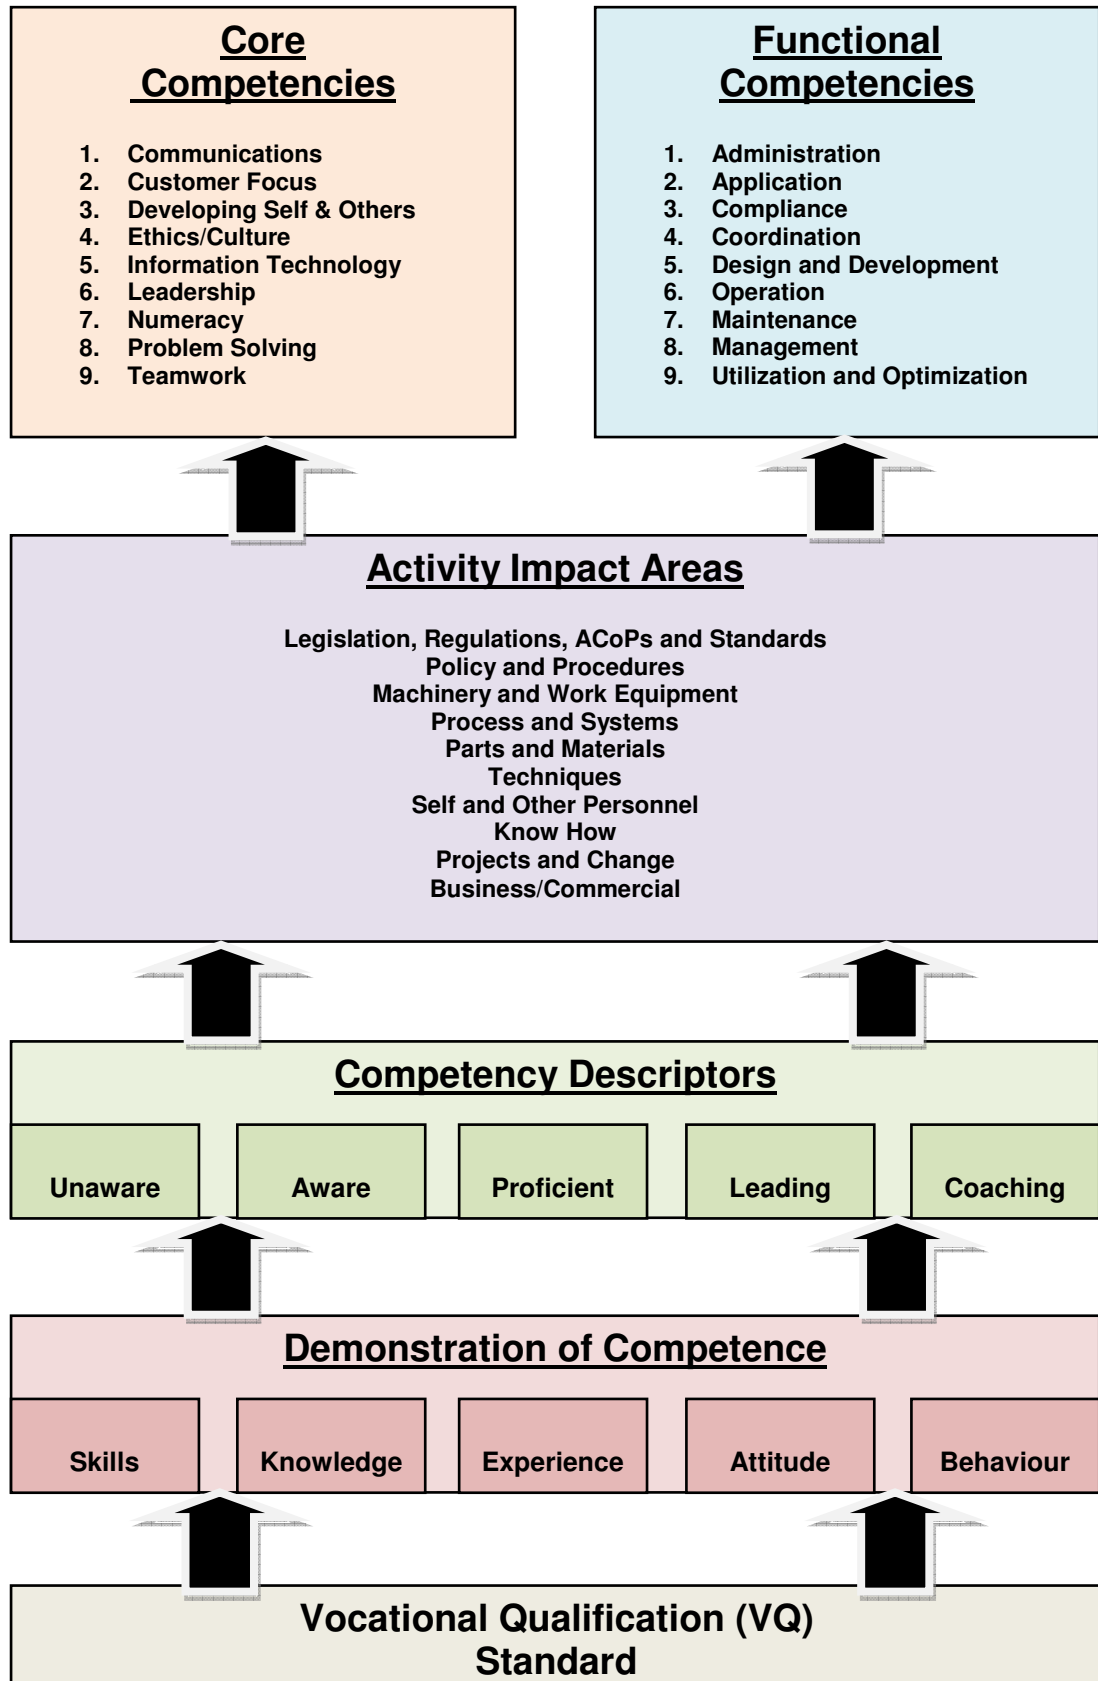 Core
Competencies
1. Communications
2. Customer Focus
3. Developing Self & Others
4. Ethics/Culture
5. Information Technology
6. Leadership
7. Numeracy
8. Problem Solving
9. Teamwork
Functional
Competencies
1. Administration
2. Application
3. Compliance
4. Coordination
5. Design and Development
6. Operation
7. Maintenance
8. Management
9. Utilization and Optimization
Activity Impact Areas
Legislation, Regulations, ACoPs and Standards
Policy and Procedures
Machinery and Work Equipment
Process and Systems
Parts and Materials
Techniques
Self and Other Personnel
Know How
Projects and Change
Business/Commercial
Competency Descriptors
Unaware
Aware
Proficient
Leading
Coaching
Demonstration of Competence
Skills
Knowledge
Experience
Attitude
Behaviour
Vocational Qualification (VQ)
Standard